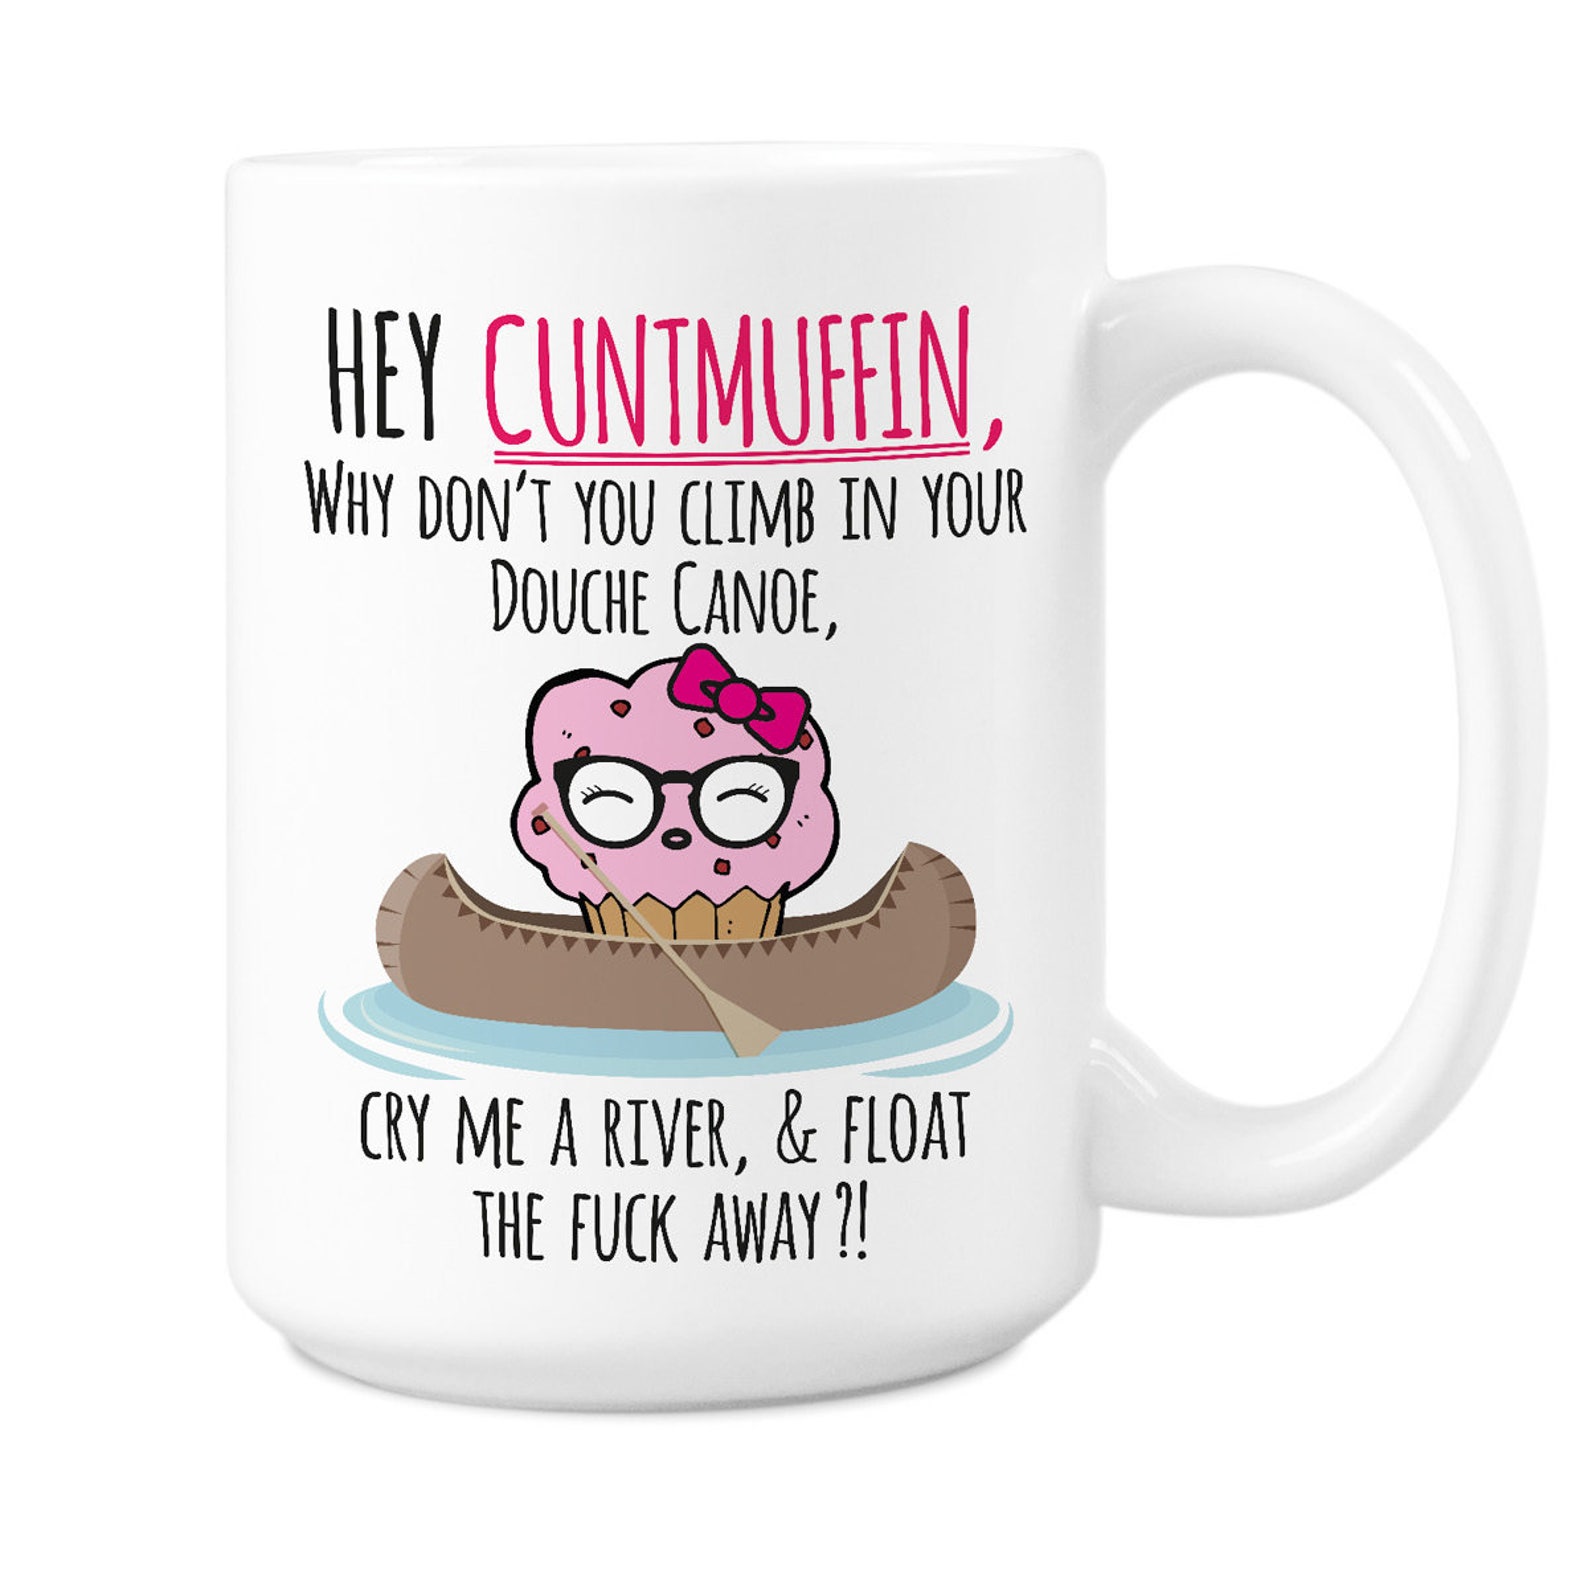 HEY CUNTMUFFIN,
WHY DON'T YOU CLIMB IN YOUR
DOUCHE CANOE,
CRY ME A RIVER, & FLOAT
THE FUCK AWAY?!